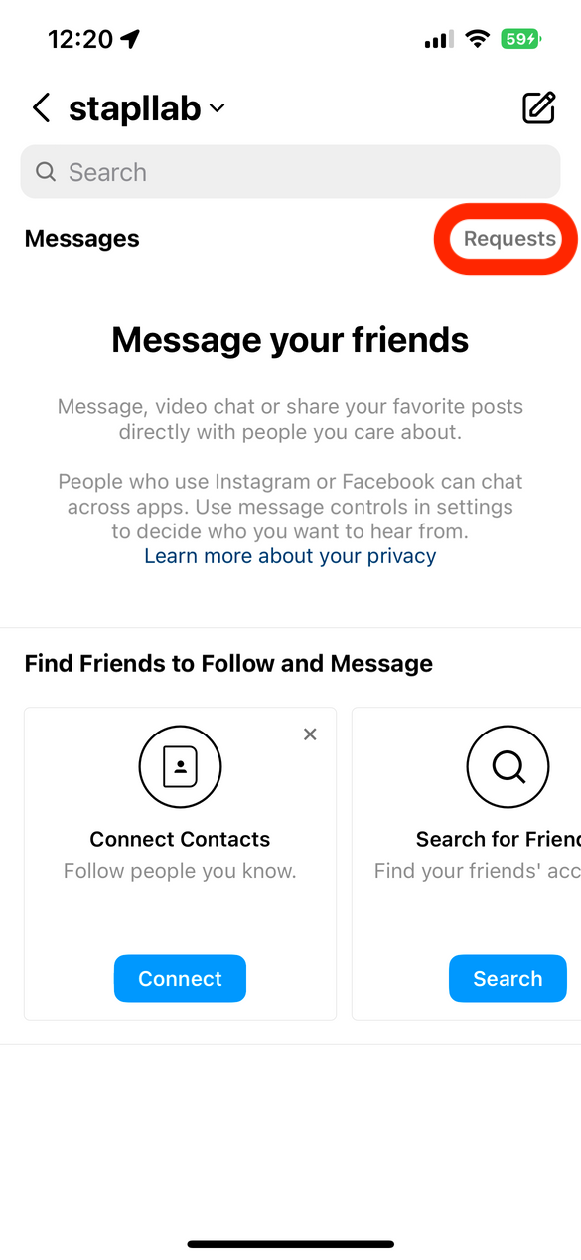 12:20
59
stapllab
Search
Messages
Requests
Message your friends
Message, video chat or share your favorite posts
directly with people you care about.
People who use Instagram or Facebook can chat
across apps. Use message controls in settings
to decide who you want to hear from.
Learn more about your privacy
Find Friends to Follow and Message
Connect Contacts
Follow people you know.
Connect
Search for Frien
Find your friends' acc
Search